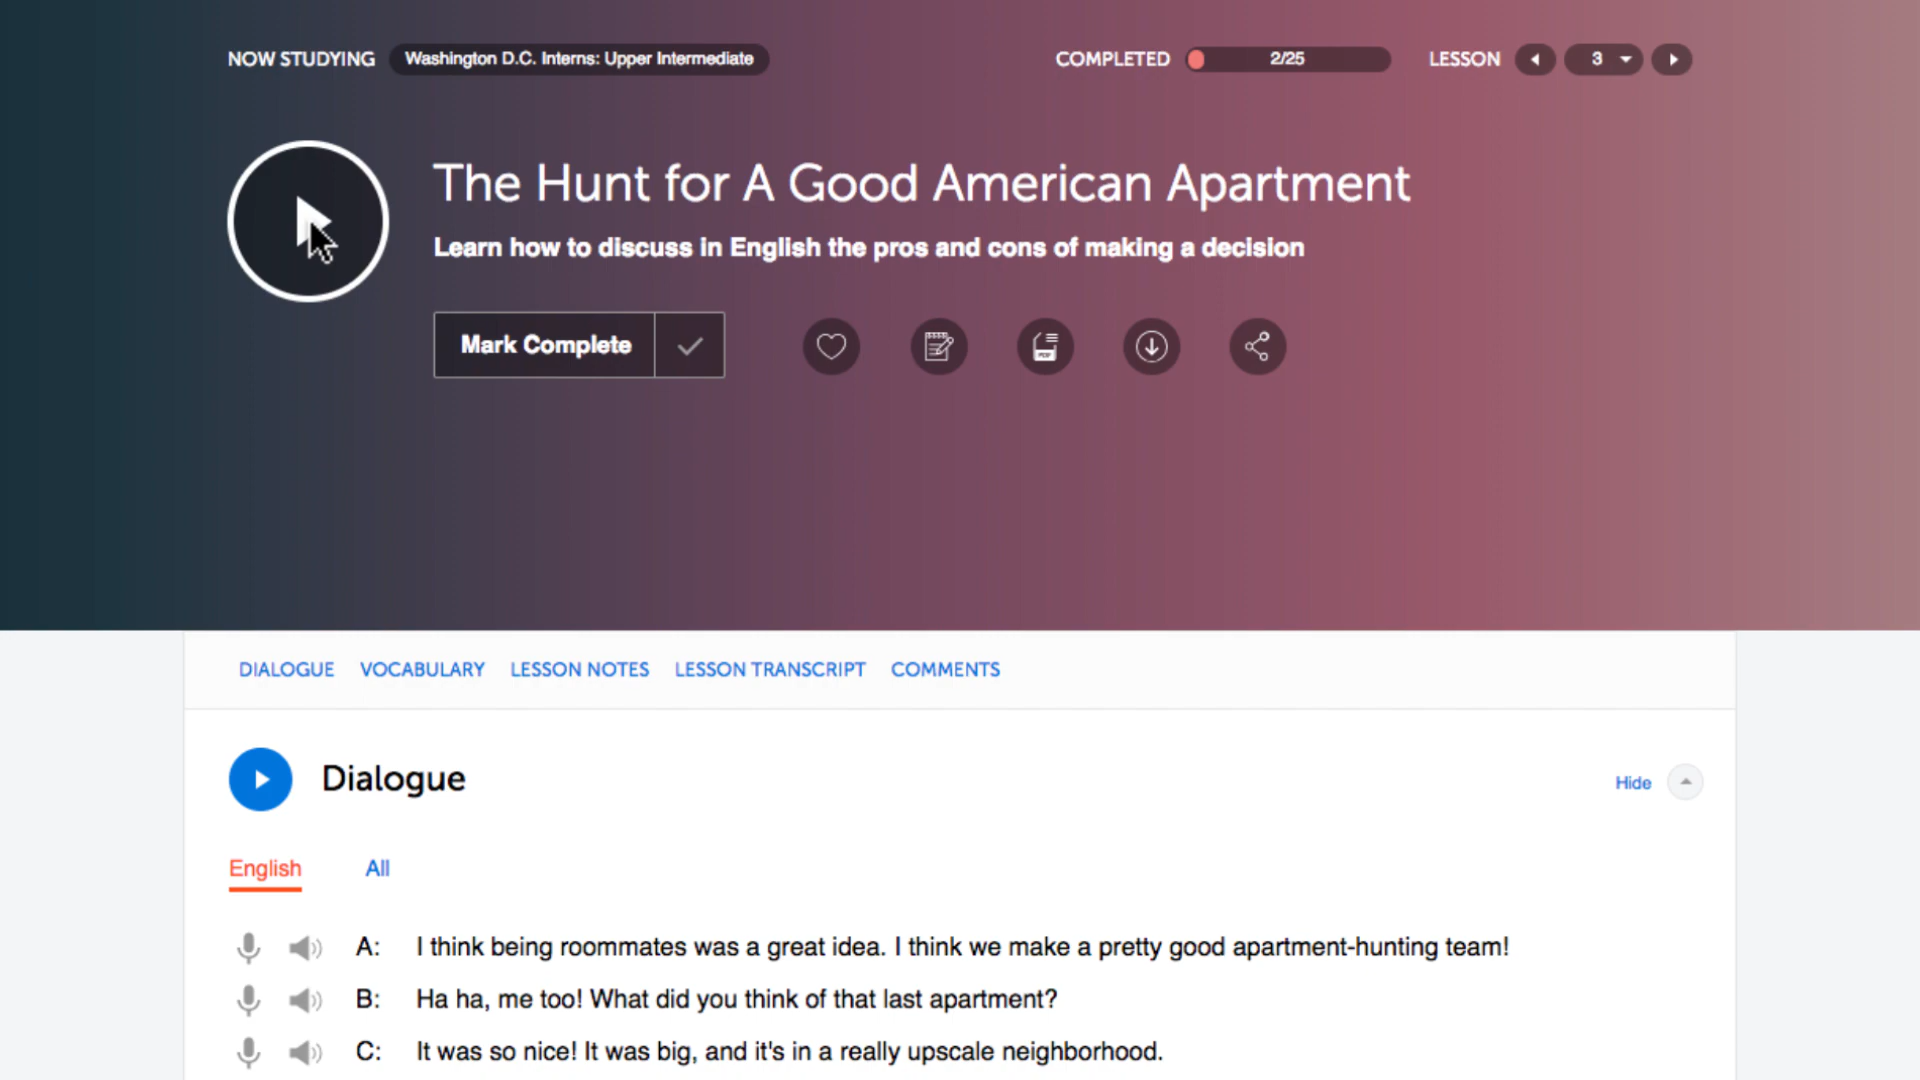 NOW STUDYING Washington D.C. Interns: Upper Intermediate COMPLETED 2/25 LESSON 3
The Hunt for A Good American Apartment
Learn how to discuss in English the pros and cons of making a decision
Mark Complete
PDF
DIALOGUE VOCABULARY LESSON NOTES LESSON TRANSCRIPT COMMENTS
Dialogue
Hide
English All
A: I think being roommates was a great idea. I think we make a pretty good apartment-hunting team!
B: Ha ha, me too! What did you think of that last apartment?
C: It was so nice! It was big, and it's in a really upscale neighborhood.